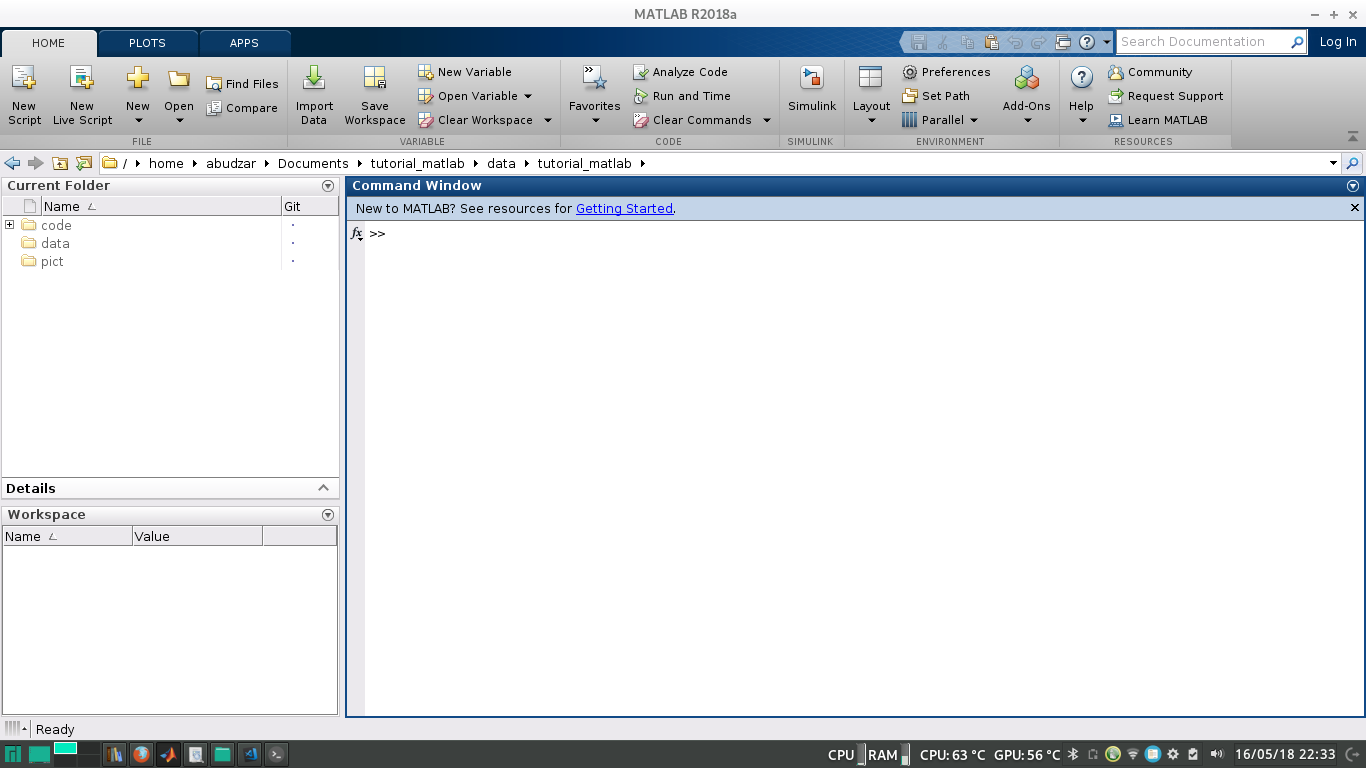 MATLAB R2018a
HOME PLOTS APPS
Search Documentation Log In
New Script
New Live Script
New
Open
Find Files
Compare
FILE
Import Data
Save Workspace
New Variable
Open Variable
Clear Workspace
VARIABLE
Favorites
Analyze Code
Run and Time
Clear Commands
CODE
Simulink
SIMULINK
Layout
Preferences
Set Path
Parallel
Add-Ons
ENVIRONMENT
Help
Community
Request Support
Learn MATLAB
RESOURCES
/ home abudzar Documents tutorial_matlab data tutorial_matlab
Current Folder
Name Git
code
data
pict
Details
Workspace
Name Value
Command Window
New to MATLAB? See resources for Getting Started.
fx >>
Ready
CPU RAM CPU: 63 °C GPU: 56 °C 16/05/18 22:33